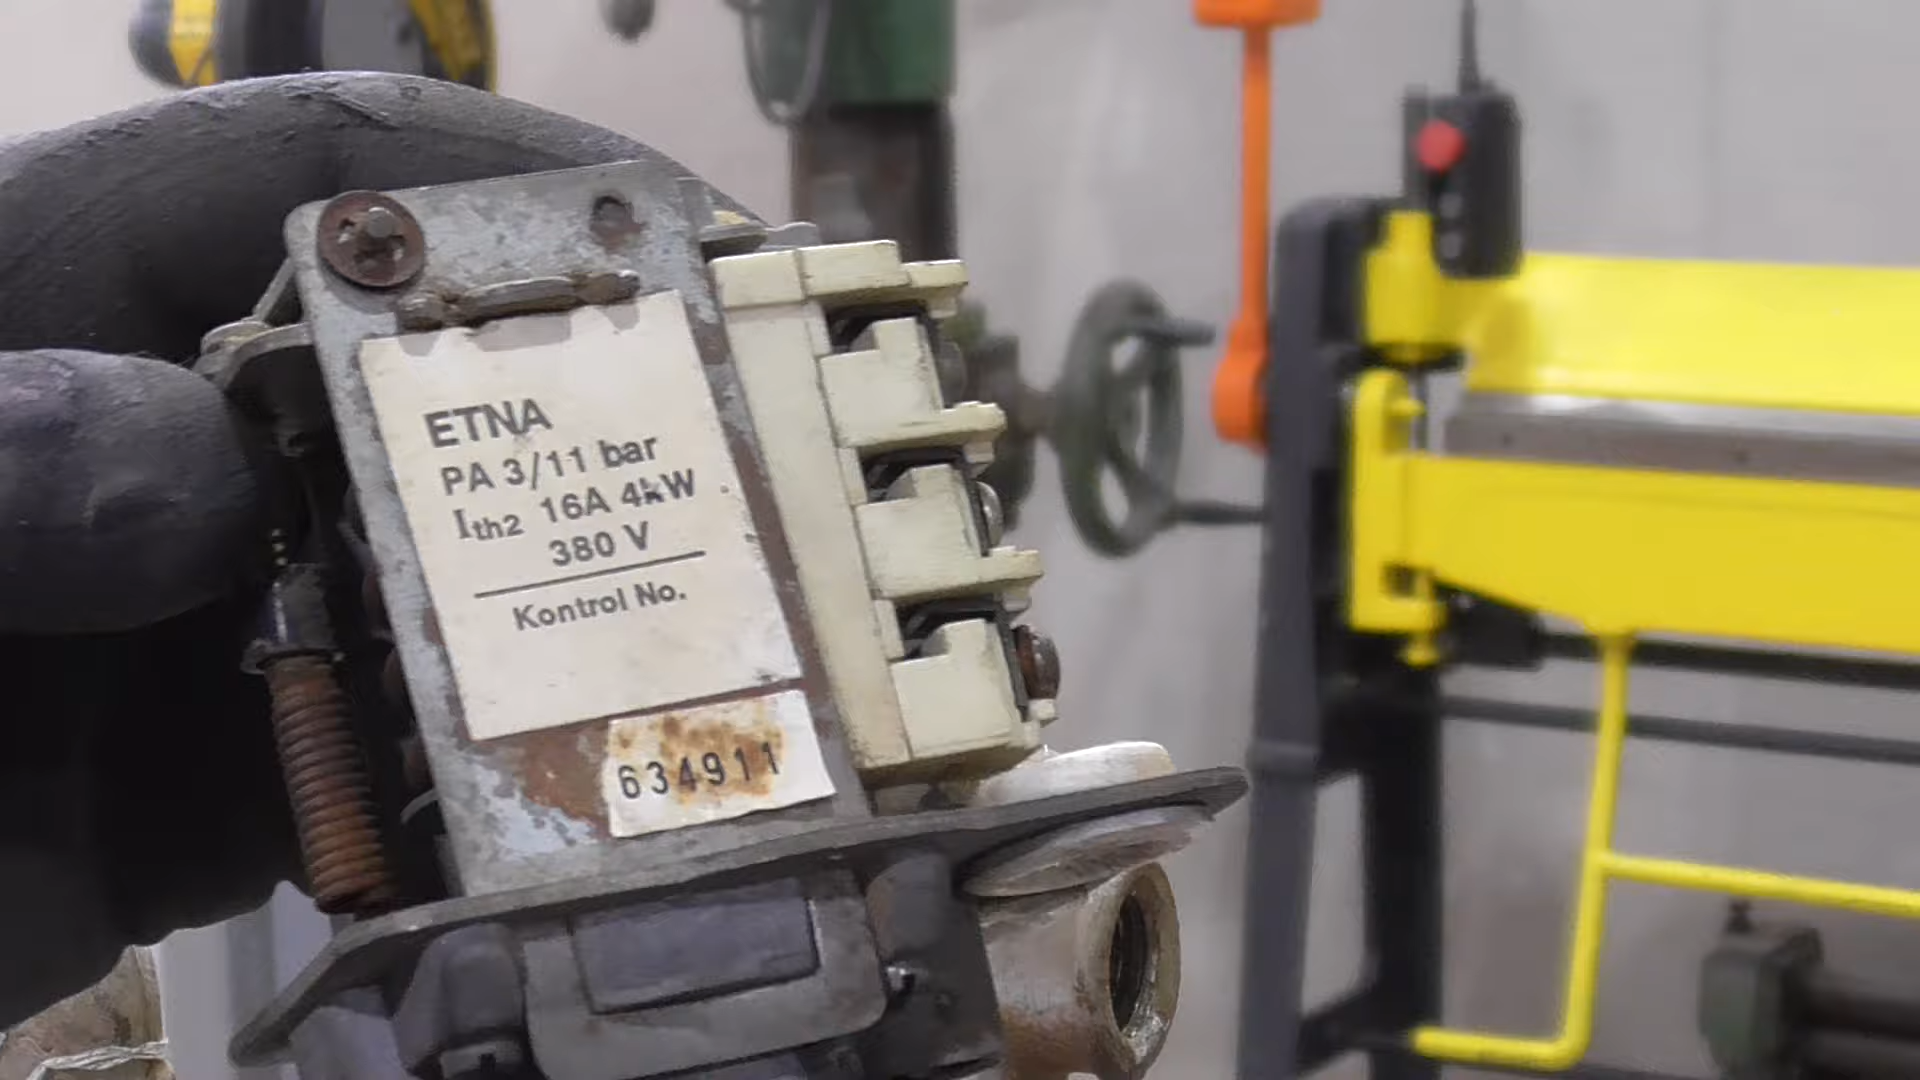 ETNA
PA 3/11 bar
Ith2 16A 4kW
380 V
Kontrol No.
634911